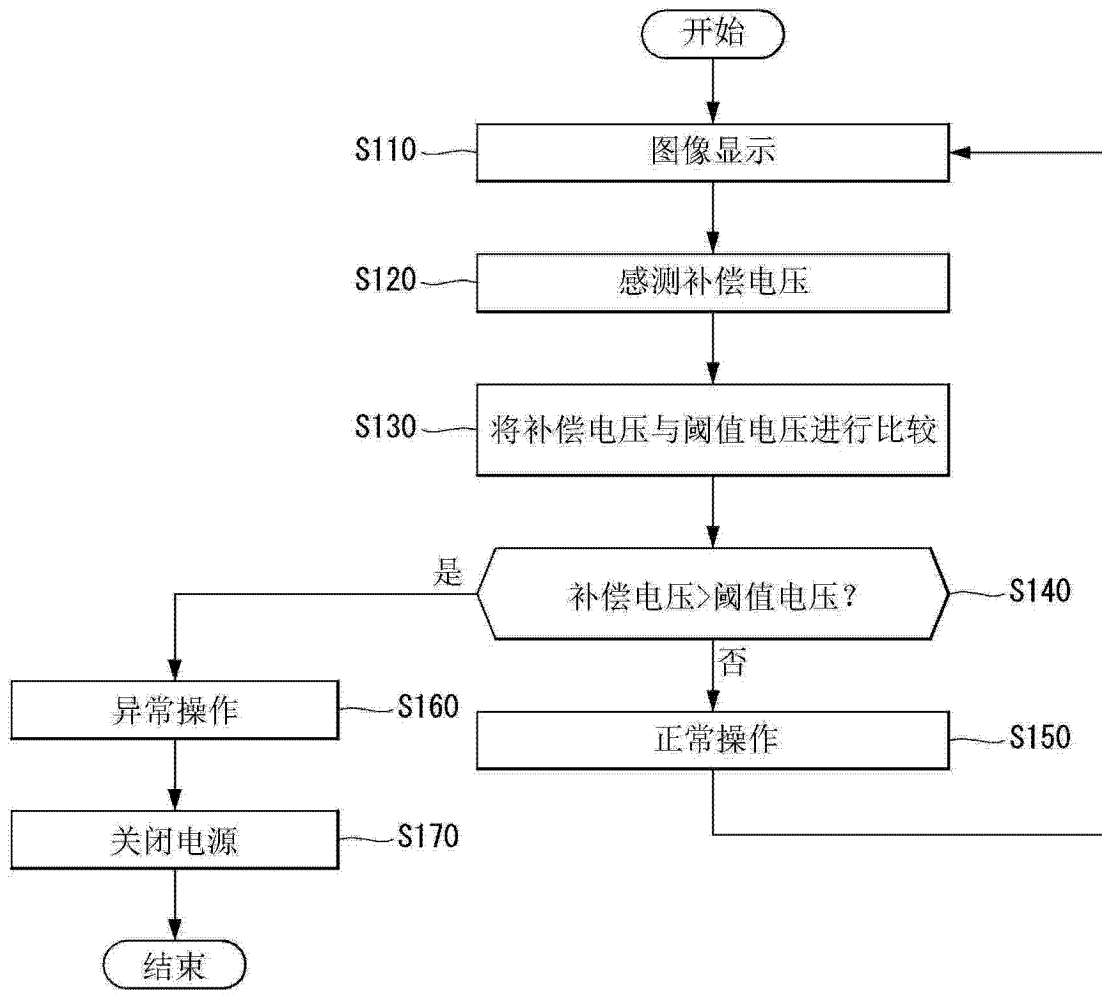 开始
S110
图像显示
S120
感测补偿电压
S130
将补偿电压与阈值电压进行比较
是
补偿电压>阈值电压?
S140
否
异常操作
S160
正常操作
S150
关闭电源
S170
结束